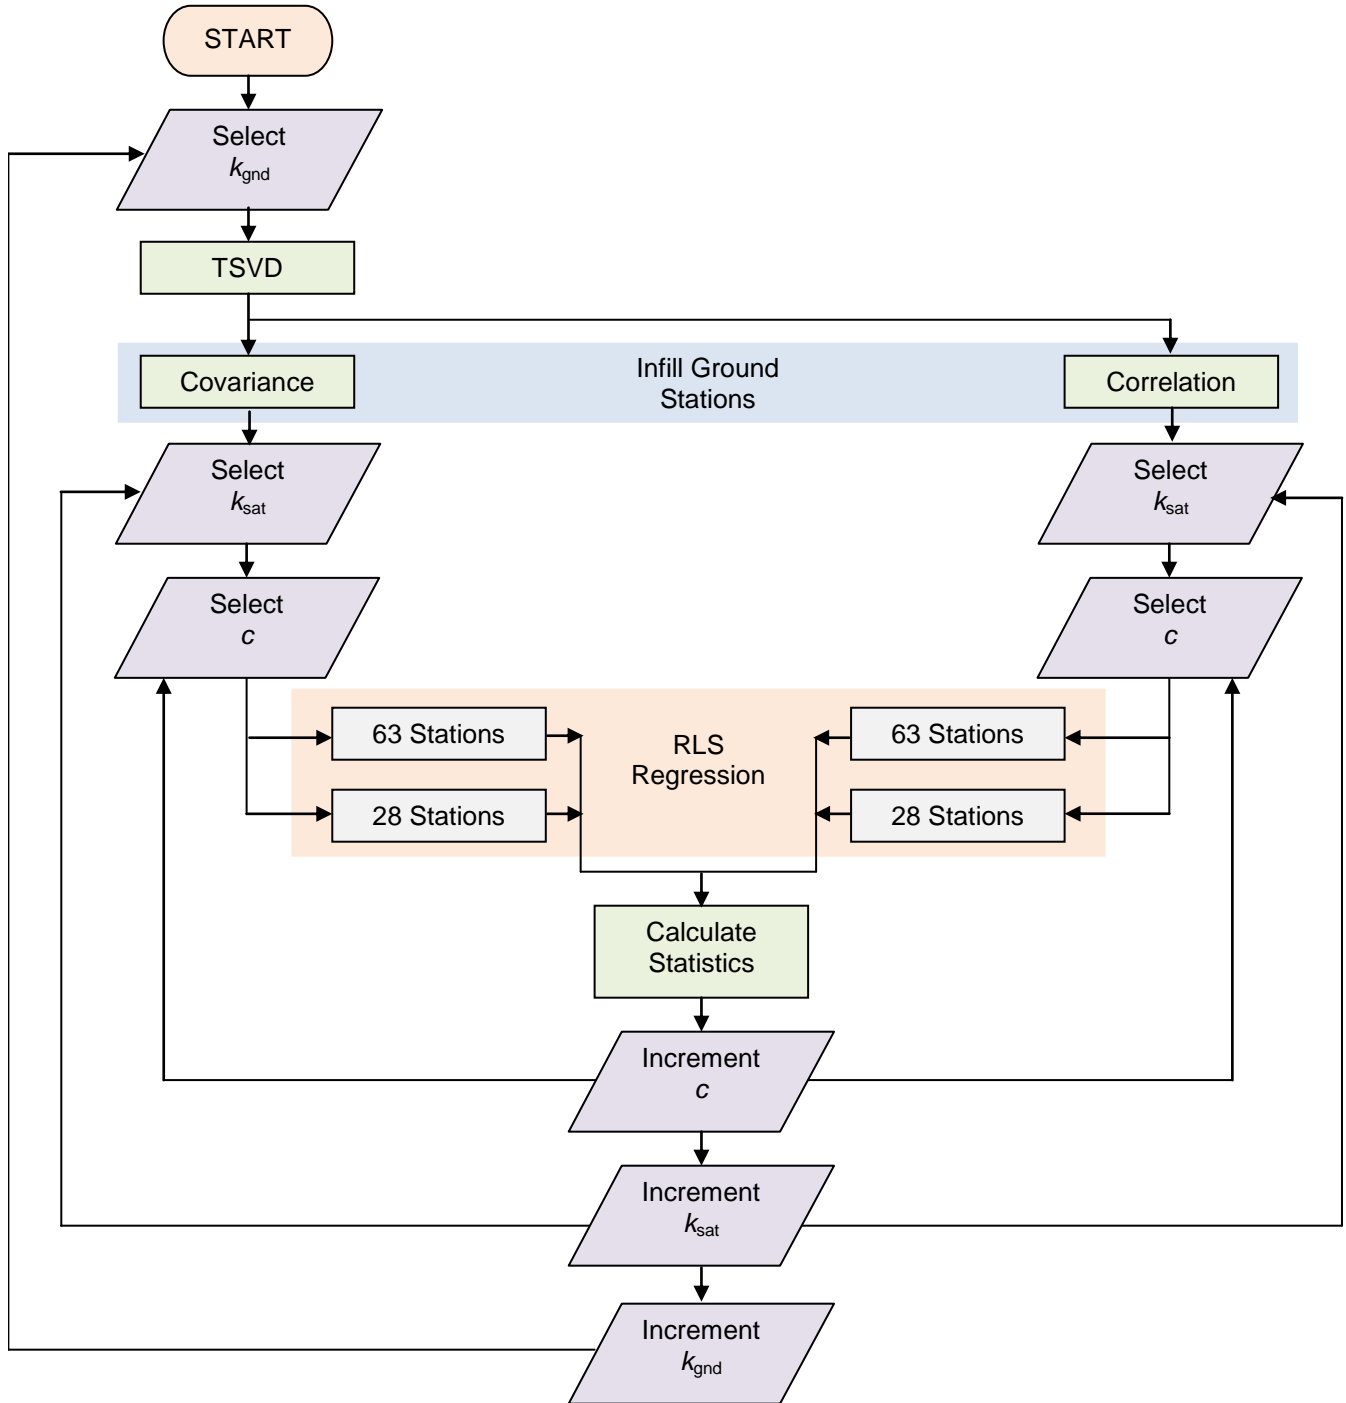 START
Select
kgnd
TSVD
Covariance
Infill Ground
Stations
Correlation
Select
ksat
Select
ksat
Select
c
Select
c
63 Stations
RLS
Regression
63 Stations
28 Stations
28 Stations
Calculate
Statistics
Increment
c
Increment
ksat
Increment
kgnd